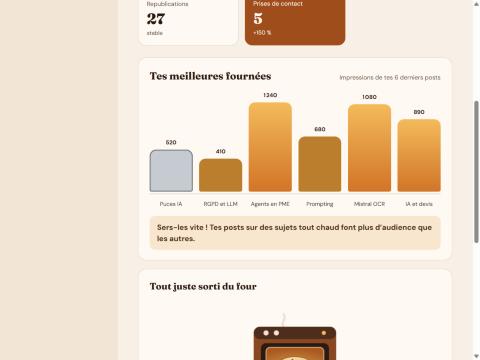 Republications
Prises de contact
27
5
stable
+150 %
Tes meilleures fournées
Impressions de tes 6 derniers posts
520
410
1340
680
1080
890
Puces IA
RGPD et LLM
Agents en PME
Prompting
Mistral OCR
IA et devis
Sers-les vite ! Tes posts sur des sujets tout chaud font plus d’audience que
les autres.
Tout juste sorti du four